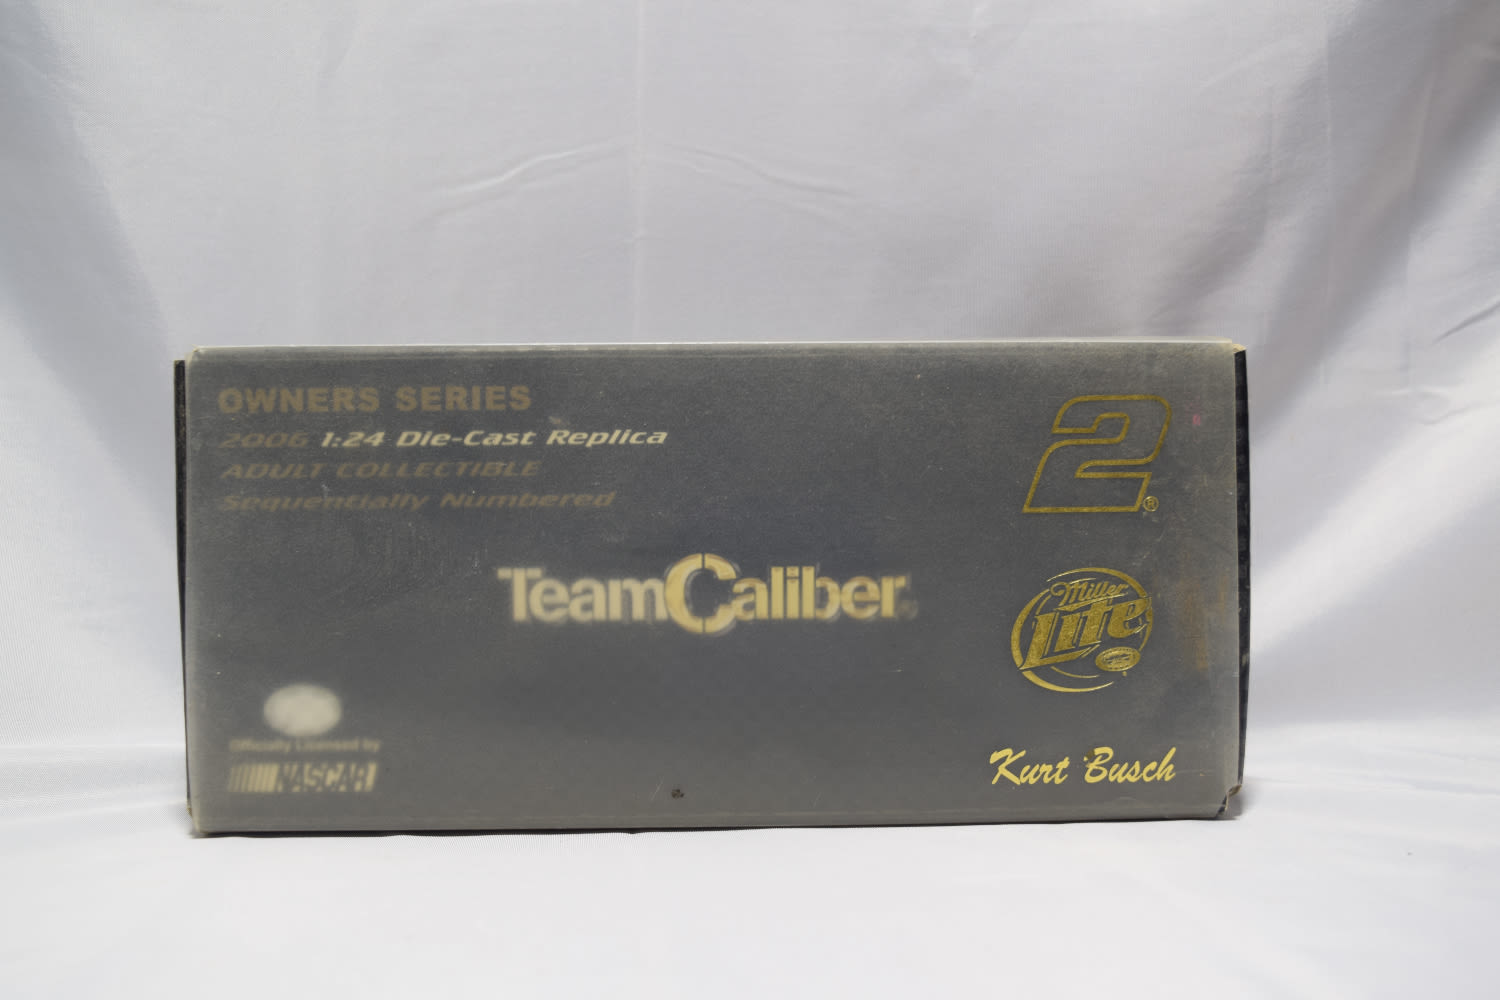 OWNERS SERIES
2006 1:24 Die-Cast Replica
ADULT COLLECTIBLE
Sequentially Numbered
2®
TeamCaliber
Miller
Lite
Officially Licensed by
NASCAR
Kurt Busch